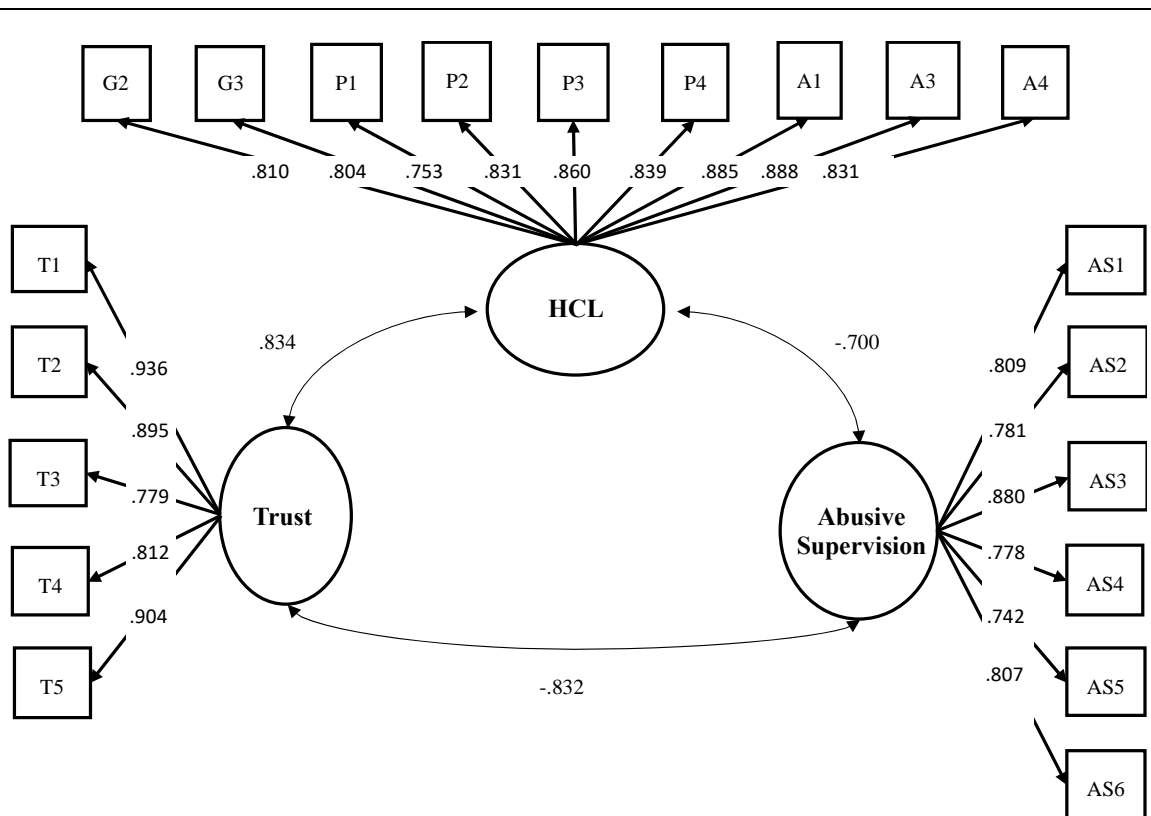 G2 G3 P1 P2 P3 P4 A1 A3 A4
.810 .804 .753 .831 .860 .839 .885 .888 .831
T1
T2
T3
T4
T5
.936
.895
.779
.812
.904
.834
HCL
-.700
Trust
Abusive
Supervision
-.832
.809
.781
.880
.778
.742
.807
AS1
AS2
AS3
AS4
AS5
AS6